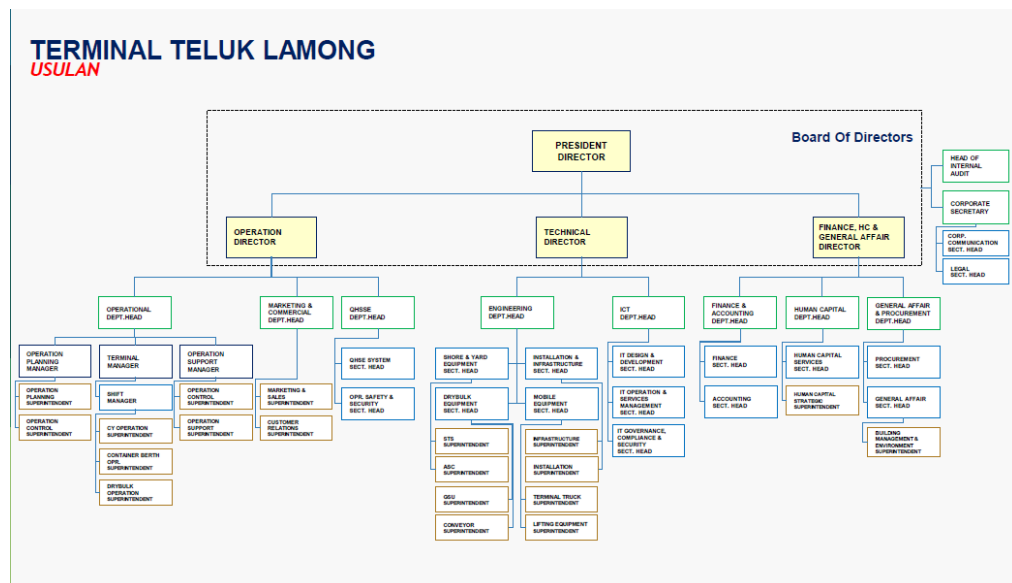 TERMINAL TELUK LAMONG
USULAN
Board Of Directors
PRESIDENT
DIRECTOR
HEAD OF
INTERNAL
AUDIT
CORPORATE
SECRETARY
CORP.
COMMUNICATION
SECT. HEAD
LEGAL
SECT. HEAD
OPERATION
DIRECTOR
TECHNICAL
DIRECTOR
FINANCE, HC &
GENERAL AFFAIR
DIRECTOR
OPERATIONAL
DEPT.HEAD
MARKETING &
COMMERCIAL
DEPT.HEAD
QHSSE
DEPT.HEAD
ENGINEERING
DEPT.HEAD
ICT
DEPT.HEAD
FINANCE &
ACCOUNTING
DEPT.HEAD
HUMAN CAPITAL
DEPT.HEAD
GENERAL AFFAIR
& PROCUREMENT
DEPT.HEAD
OPERATION
PLANNING
MANAGER
TERMINAL
MANAGER
OPERATION
SUPPORT
MANAGER
OPERATION
PLANNING
SUPERINTENDENT
OPERATION
CONTROL
SUPERINTENDENT
SHIFT
MANAGER
CY OPERATION
SUPERINTENDENT
CONTAINER BERTH
OPR.
SUPERINTENDENT
DRYBULK
OPERATION
SUPERINTENDENT
OPERATION
CONTROL
SUPERINTENDENT
OPERATION
SUPPORT
SUPERINTENDENT
MARKETING &
SALES
SUPERINTENDENT
CUSTOMER
RELATIONS
SUPERINTENDENT
QHSE SYSTEM
SECT. HEAD
OPR. SAFETY &
SECURITY
SECT. HEAD
SHORE & YARD
EQUIPMENT
SECT. HEAD
DRYBULK
EQUIPMENT
SECT. HEAD
STS
SUPERINTENDENT
ASC
SUPERINTENDENT
GSU
SUPERINTENDENT
CONVEYOR
SUPERINTENDENT
INSTALLATION &
INFRASTRUCTURE
SECT. HEAD
MOBILE
EQUIPMENT
SECT. HEAD
INFRASTRUCTURE
SUPERINTENDENT
INSTALLATION
SUPERINTENDENT
TERMINAL TRUCK
SUPERINTENDENT
LIFTING EQUIPMENT
SUPERINTENDENT
IT DESIGN &
DEVELOPMENT
SECT. HEAD
IT OPERATION &
SERVICES
MANAGEMENT
SECT. HEAD
IT GOVERNANCE,
COMPLIANCE &
SECURITY
SECT. HEAD
FINANCE
SECT. HEAD
ACCOUNTING
SECT. HEAD
HUMAN CAPITAL
SERVICES
SECT. HEAD
HUMAN CAPITAL
STRATEGIC
SUPERINTENDENT
PROCUREMENT
SECT. HEAD
GENERAL AFFAIR
SECT. HEAD
BUILDING
MANAGEMENT &
ENVIRONMENT
SUPERINTENDENT